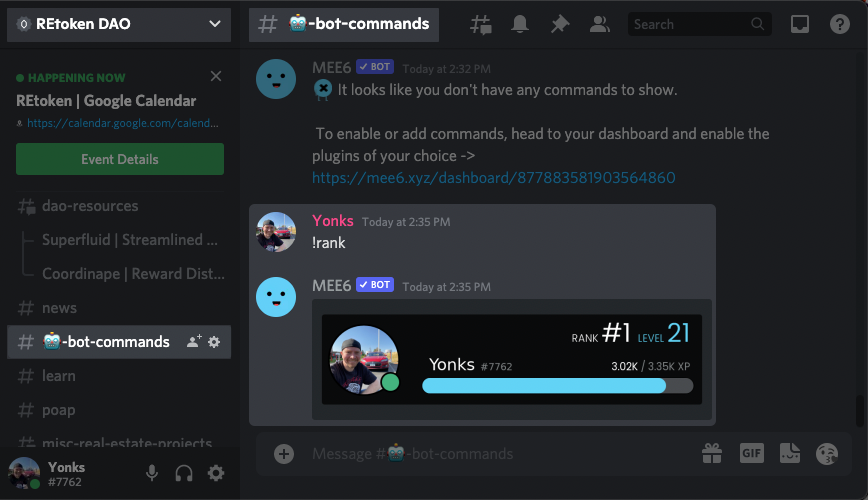 REtoken DAO
HAPPENING NOW
REtoken | Google Calendar
https://calendar.google.com/calend...
Event Details
dao-resources
Superfluid | Streamlined ...
Coordinape | Reward Dist...
# news
# 🤖-bot-commands
# learn
# poap
# misc-real-estate-projects
Yonks
#7762
# 🤖-bot-commands
Search
MEE6 ✓ BOT Today at 2:32 PM
It looks like you don't have any commands to show.
To enable or add commands, head to your dashboard and enable the
plugins of your choice ->
https://mee6.xyz/dashboard/877883581903564860
Yonks Today at 2:35 PM
!rank
MEE6 ✓ BOT Today at 2:35 PM
RANK #1 LEVEL 21
Yonks #7762 3.02K / 3.35K XP
Message #🤖-bot-commands
GIF